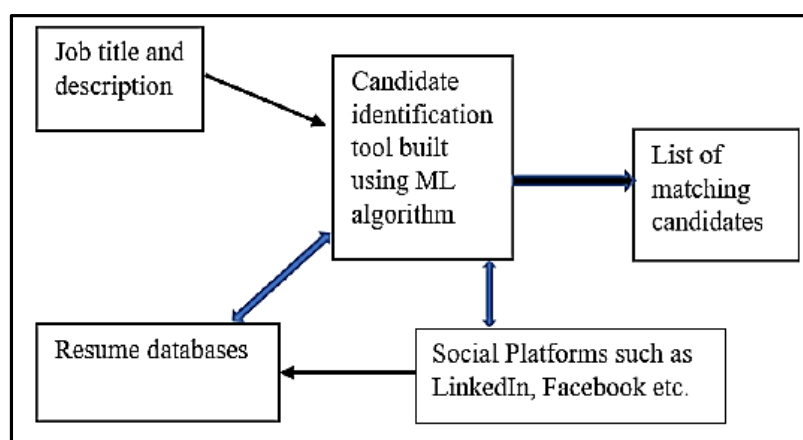 Job title and
description
Candidate
identification
tool built
using ML
algorithm
List of
matching
candidates
Resume databases
Social Platforms such as
LinkedIn, Facebook etc.